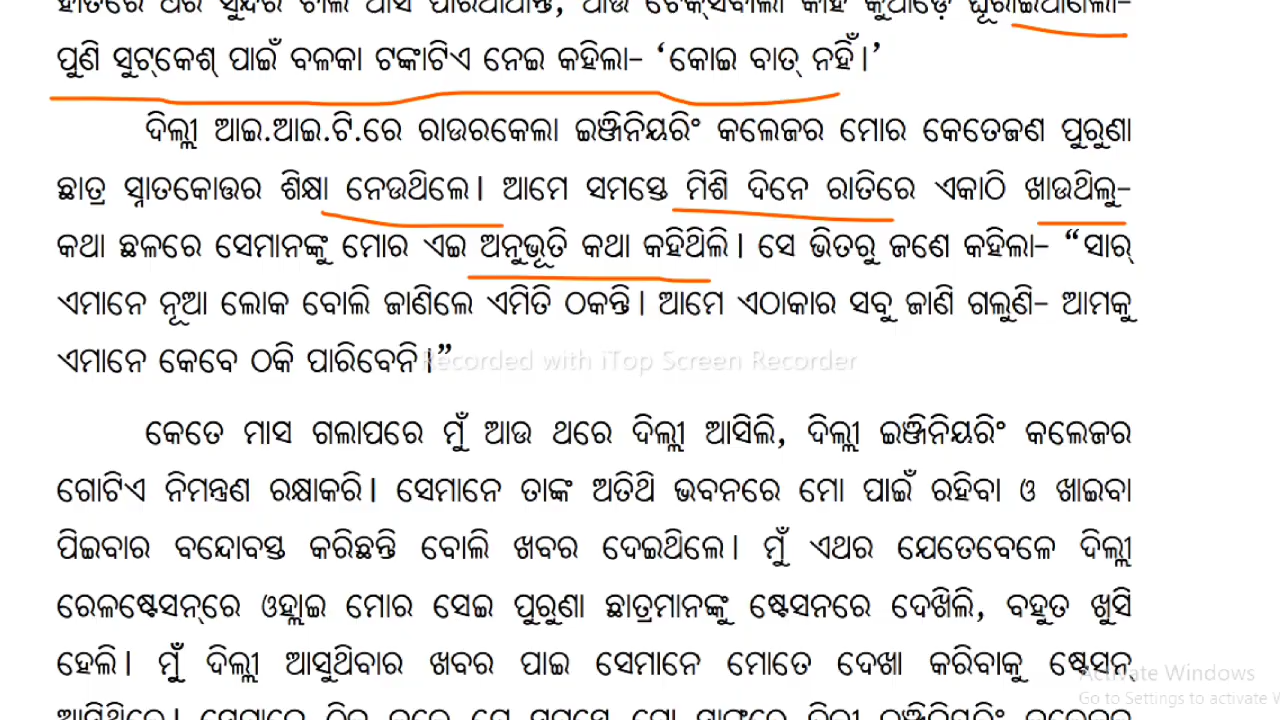 ପୁଣି ସୁଟ୍‌କେଶ୍ ପାଇଁ ବଳକା ଟଙ୍କାଟିଏ ନେଇ କହିଲା– ‘କୋଇ ବାତ୍ ନହିଁ।’
ଦିଲ୍ଲୀ ଆଇ.ଆଇ.ଟି.ରେ ରାଉରକେଲା ଇଞ୍ଜିନିୟରିଂ କଲେଜର ମୋର କେତେଜଣ ପୁରୁଣା
ଛାତ୍ର ସ୍ନାତକୋତ୍ତର ଶିକ୍ଷା ନେଉଥିଲେ। ଆମେ ସମସ୍ତେ ମିଶି ଦିନେ ରାତିରେ ଏକାଠି ଖାଉଥିଲୁ–
କଥା ଛଳରେ ସେମାନଙ୍କୁ ମୋର ଏଇ ଅନୁଭୂତି କଥା କହିଥିଲି। ସେ ଭିତରୁ ଜଣେ କହିଲା– “ସାର୍
ଏମାନେ ନୂଆ ଲୋକ ବୋଲି ଜାଣିଲେ ଏମିତି ଠକନ୍ତି। ଆମେ ଏଠାକାର ସବୁ ଜାଣି ଗଲୁଣି– ଆମକୁ
ଏମାନେ କେବେ ଠକି ପାରିବେନି।”
Recorded with iTop Screen Recorder
କେତେ ମାସ ଗଲାପରେ ମୁଁ ଆଉ ଥରେ ଦିଲ୍ଲୀ ଆସିଲି, ଦିଲ୍ଲୀ ଇଞ୍ଜିନିୟରିଂ କଲେଜର
ଗୋଟିଏ ନିମନ୍ତ୍ରଣ ରକ୍ଷାକରି। ସେମାନେ ତାଙ୍କ ଅତିଥି ଭବନରେ ମୋ ପାଇଁ ରହିବା ଓ ଖାଇବା
ପିଇବାର ବନ୍ଦୋବସ୍ତ କରିଛନ୍ତି ବୋଲି ଖବର ଦେଇଥିଲେ। ମୁଁ ଏଥର ଯେତେବେଳେ ଦିଲ୍ଲୀ
ରେଳଷ୍ଟେସନ୍‌ରେ ଓହ୍ଲାଇ ମୋର ସେଇ ପୁରୁଣା ଛାତ୍ରମାନଙ୍କୁ ଷ୍ଟେସନରେ ଦେଖିଲି, ବହୁତ ଖୁସି
ହେଲି। ମୁଁ ଦିଲ୍ଲୀ ଆସୁଥିବାର ଖବର ପାଇ ସେମାନେ ମୋତେ ଦେଖା କରିବାକୁ ଷ୍ଟେସନ୍
Activate Windows
Go to Settings to activate